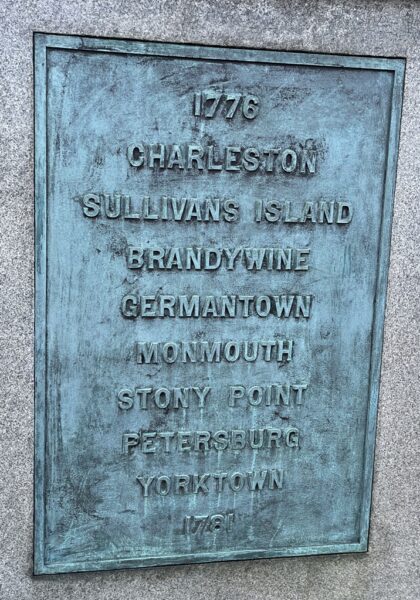 1776
CHARLESTON
SULLIVANS ISLAND
BRANDYWINE
GERMANTOWN
MONMOUTH
STONY POINT
PETERSBURG
YORKTOWN
1781